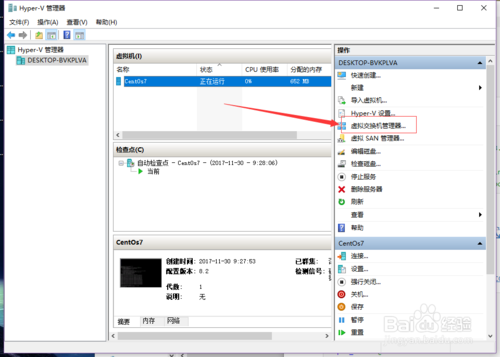 Hyper-V 管理器
文件(F) 操作(A) 查看(V) 帮助(H)
Hyper-V 管理器
DESKTOP-BVKPLVA
虚拟机(I)
名称 状态 CPU 使用率 分配的内存
CentOs7 正在运行 0% 692 MB
检查点(C)
自动检查点 - CentOs7 - (2017-11-30 - 9:28:06)
当前
CentOs7
创建时间: 2017-11-30 9:27:53 已群集:
配置版本: 8.2 检测信号:
代数: 1
说明: 无
摘要 内存 网络
操作
DESKTOP-BVKPLVA
快速创建...
新建
导入虚拟机...
Hyper-V 设置...
虚拟交换机管理器...
虚拟 SAN 管理器...
编辑磁盘...
检查磁盘...
停止服务
删除服务器
刷新
查看
帮助
CentOs7
连接...
设置...
强行关闭...
关机...
保存
暂停
重置
Baidu 经验
jingyan.baidu.com